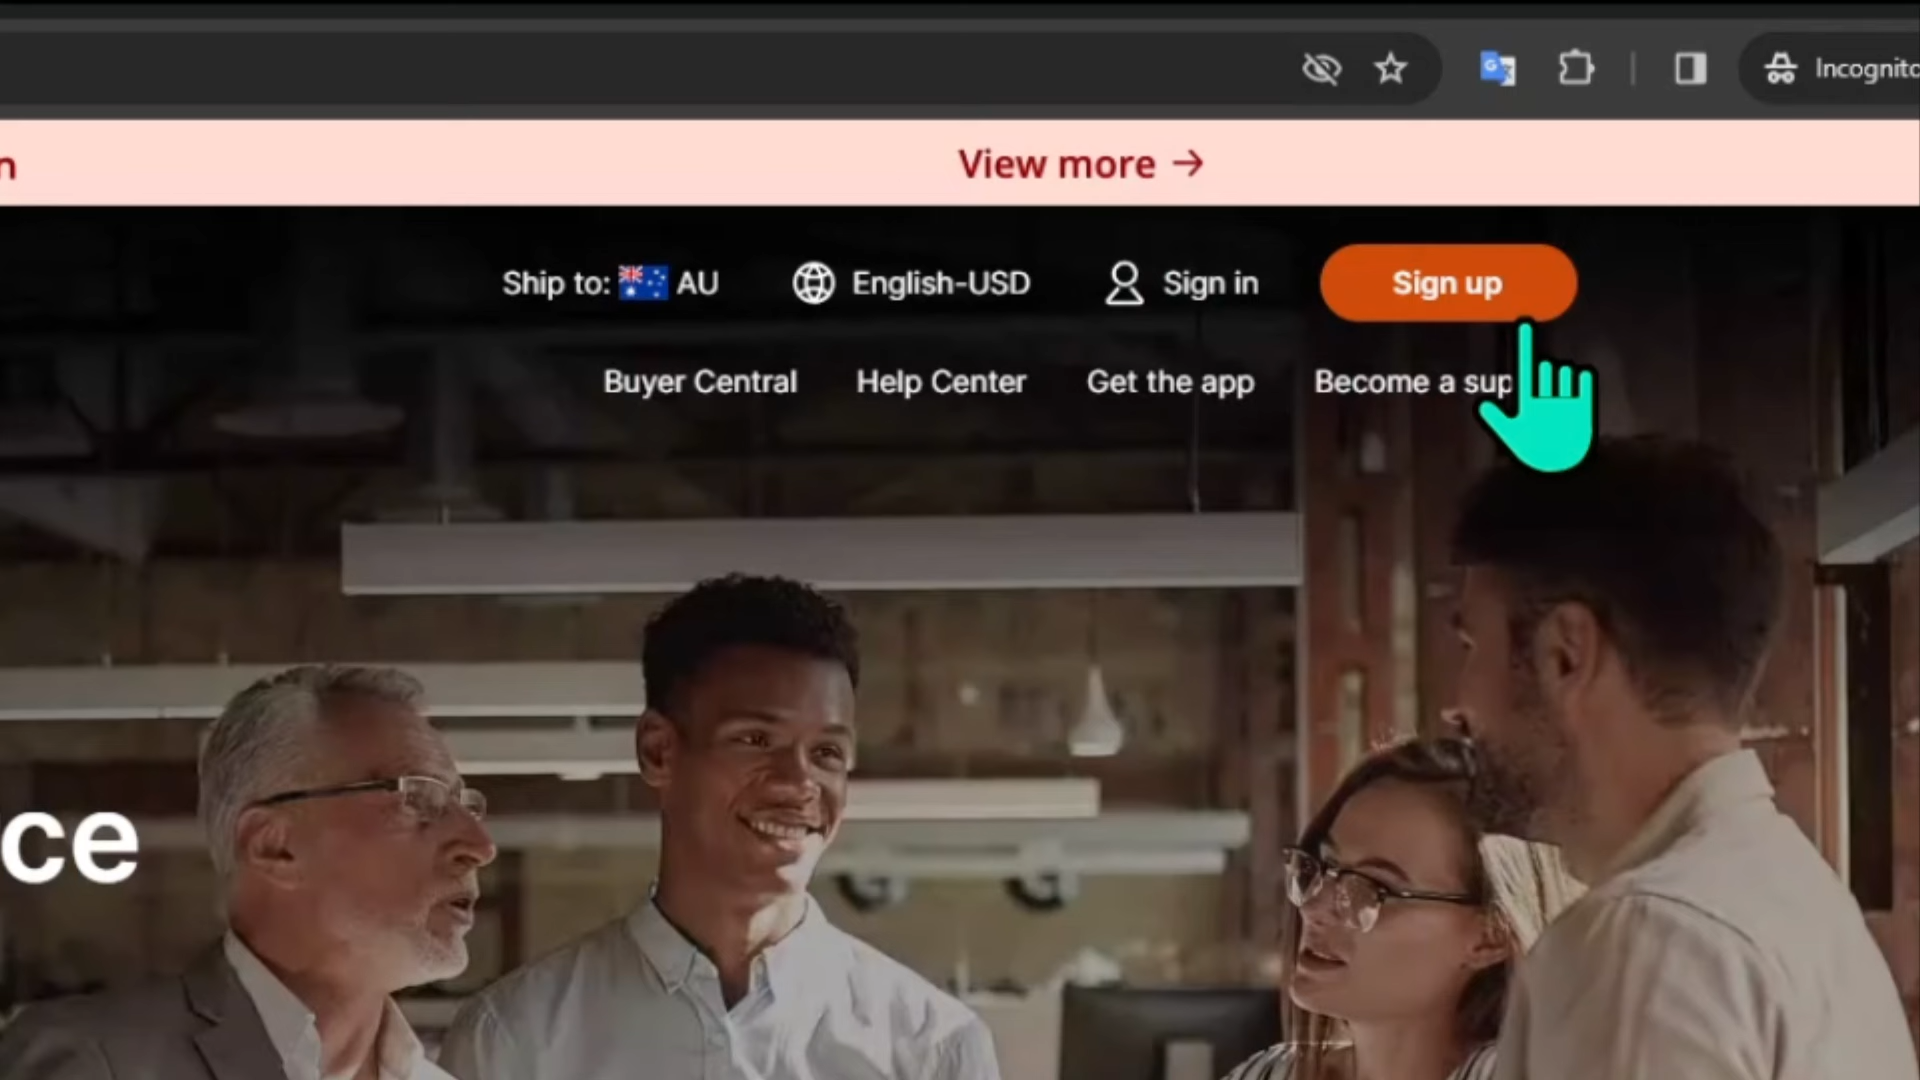 Incognito
View more →
Ship to: AU English-USD Sign in Sign up
Buyer Central Help Center Get the app Become a sup
ce